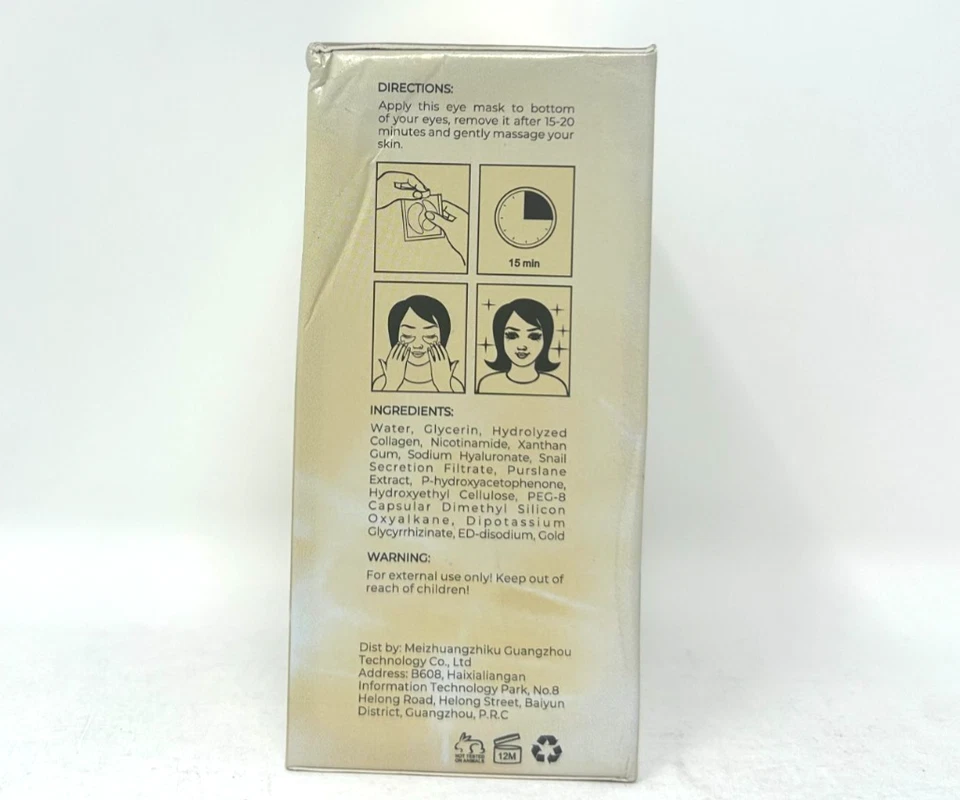 DIRECTIONS:
Apply this eye mask to bottom
of your eyes, remove it after 15-20
minutes and gently massage your
skin.
15 min
INGREDIENTS:
Water, Glycerin, Hydrolyzed
Collagen, Nicotinamide, Xanthan
Gum, Sodium Hyaluronate, Snail
Secretion Filtrate, Purslane
Extract, P-hydroxyacetophenone,
Hydroxyethyl Cellulose, PEG-8
Capsular Dimethyl Silicon
Oxyalkane, Dipotassium
Glycyrrhizinate, ED-disodium, Gold
WARNING:
For external use only! Keep out of
reach of children!
Dist by: Meizhuangzhiku Guangzhou
Technology Co., Ltd
Address: B608, Haixialiangan
Information Technology Park, No.8
Helong Road, Helong Street, Baiyun
District, Guangzhou, P.R.C
NOT TESTED
ON ANIMALS
12M